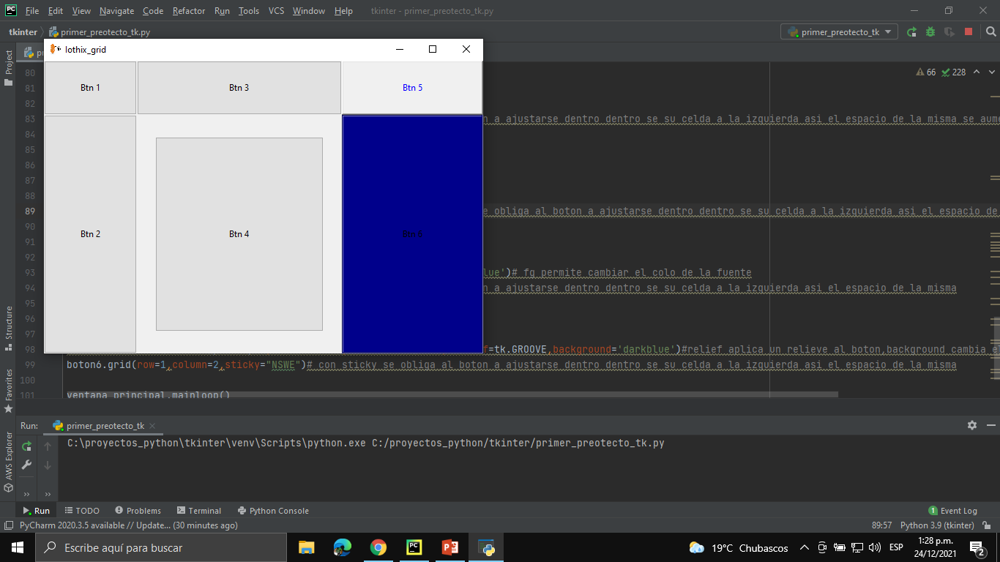 File Edit View Navigate Code Refactor Run Tools VCS Window Help tkinter - primer_preotecto_tk.py
tkinter primer_preotecto_tk.py primer_preotecto_tk
lothix_grid
Project
66 228
Btn 1 Btn 3 Btn 5
80
81
82
83 n a ajustarse dentro dentro se su celda a la izquierda asi el espacio de la misma se aume
84
85
86
87
88
89 e obliga al boton a ajustarse dentro dentro se su celda a la izquierda asi el espacio de
90
91
Btn 2 Btn 4 Btn 6
92
93 lue')# fg permite cambiar el colo de la fuente
94 n a ajustarse dentro dentro se su celda a la izquierda asi el espacio de la misma
95
96
97
98 f=tk.GROOVE,background='darkblue')#relief aplica un relieve al boton,background cambia el
99 boton6.grid(row=1,column=2,sticky="NSWE")# con sticky se obliga al boton a ajustarse dentro dentro se su celda a la izquierda asi el espacio de la misma
100
101 ventana_principal.mainloop()
Structure
Favorites
AWS Explorer
Run: primer_preotecto_tk
C:\proyectos_python\tkinter\venv\Scripts\python.exe C:/proyectos_python/tkinter/primer_preotecto_tk.py
Run TODO Problems Terminal Python Console 1 Event Log
PyCharm 2020.3.5 available // Update... (30 minutes ago) 89:57 Python 3.9 (tkinter)
Escribe aquí para buscar 19°C Chubascos ESP 1:28 p.m.
24/12/2021 2